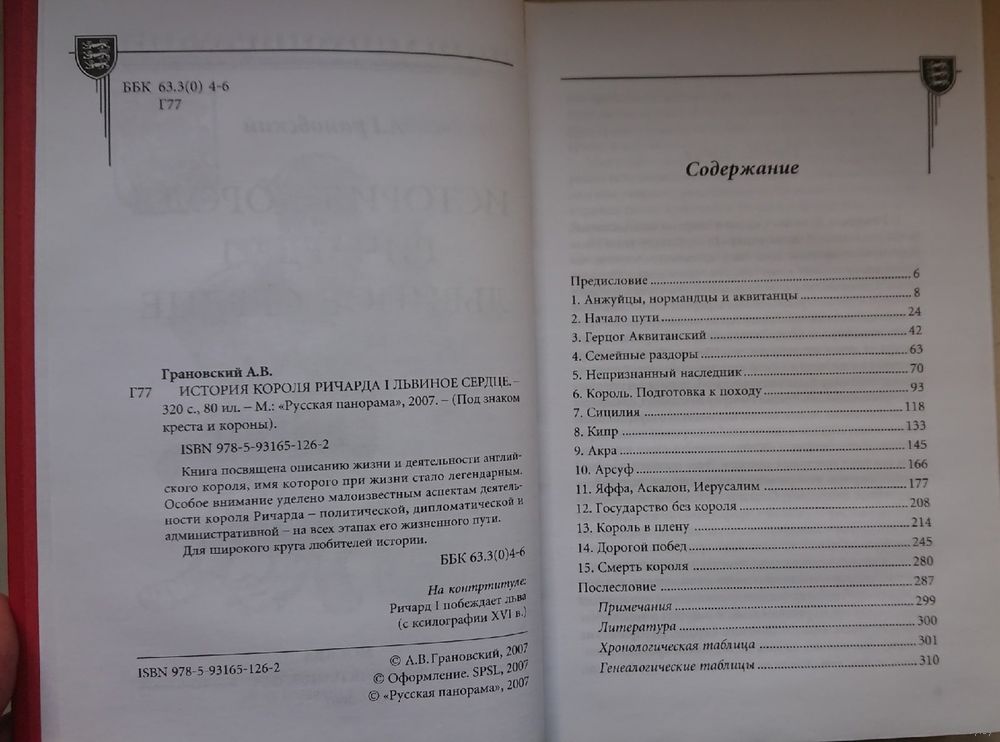 ББК 63.3(0) 4-6
Г77
Грановский А.В.
Г77 ИСТОРИЯ КОРОЛЯ РИЧАРДА I ЛЬВИНОЕ СЕРДЦЕ. –
320 с., 80 ил. – М.: «Русская панорама», 2007. – (Под знаком
креста и короны).
ISBN 978-5-93165-126-2
Книга посвящена описанию жизни и деятельности англий-
ского короля, имя которого при жизни стало легендарным.
Особое внимание уделено малоизвестным аспектам деятель-
ности короля Ричарда – политической, дипломатической и
административной – на всех этапах его жизненного пути.
Для широкого круга любителей истории.
ББК 63.3(0)4-6
На контртитуле:
Ричард I побеждает льва
(с ксилографии XVI в.)
ISBN 978-5-93165-126-2
© А.В. Грановский, 2007
© Оформление. SPSL, 2007
© «Русская панорама», 2007
Содержание
Предисловие 6
1. Анжуйцы, нормандцы и аквитанцы 8
2. Начало пути 24
3. Герцог Аквитанский 42
4. Семейные раздоры 63
5. Непризнанный наследник 70
6. Король. Подготовка к походу 93
7. Сицилия 118
8. Кипр 133
9. Акра 145
10. Арсуф 166
11. Яффа, Аскалон, Иерусалим 177
12. Государство без короля 208
13. Король в плену 214
14. Дорогой побед 245
15. Смерть короля 280
Послесловие 287
Примечания 299
Литература 300
Хронологическая таблица 301
Генеалогические таблицы 310